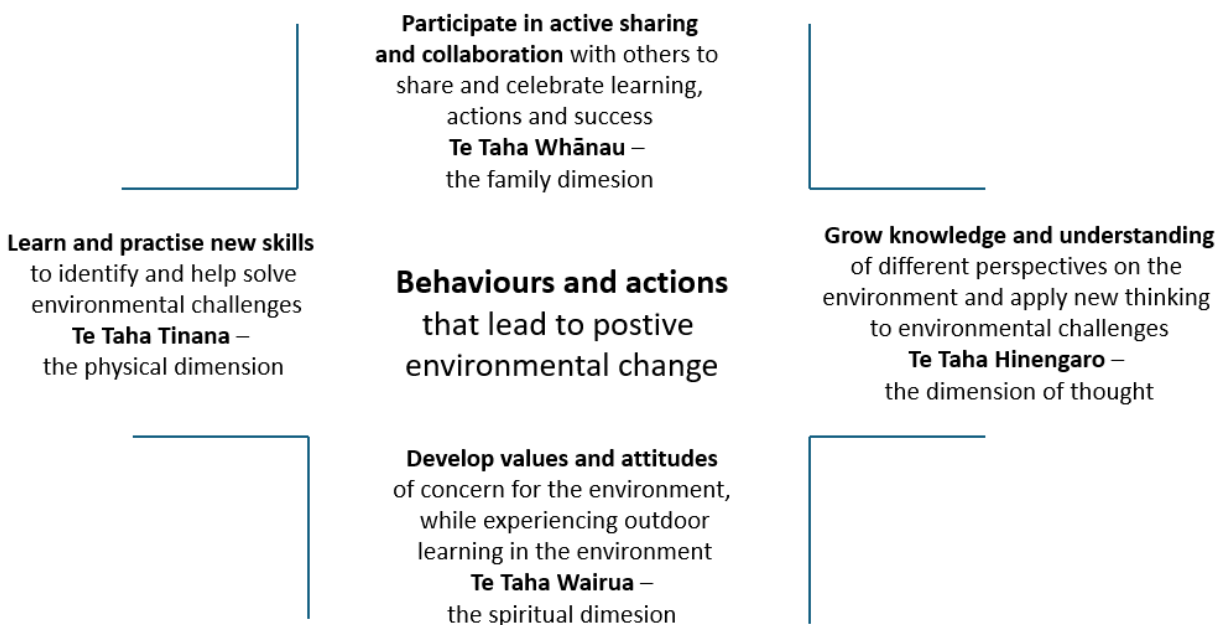 Participate in active sharing
and collaboration with others to
share and celebrate learning,
actions and success
Te Taha Whānau –
the family dimesion
Learn and practise new skills
to identify and help solve
environmental challenges
Te Taha Tinana –
the physical dimension
Behaviours and actions
that lead to postive
environmental change
Grow knowledge and understanding
of different perspectives on the
environment and apply new thinking
to environmental challenges
Te Taha Hinengaro –
the dimension of thought
Develop values and attitudes
of concern for the environment,
while experiencing outdoor
learning in the environment
Te Taha Wairua –
the spiritual dimesion